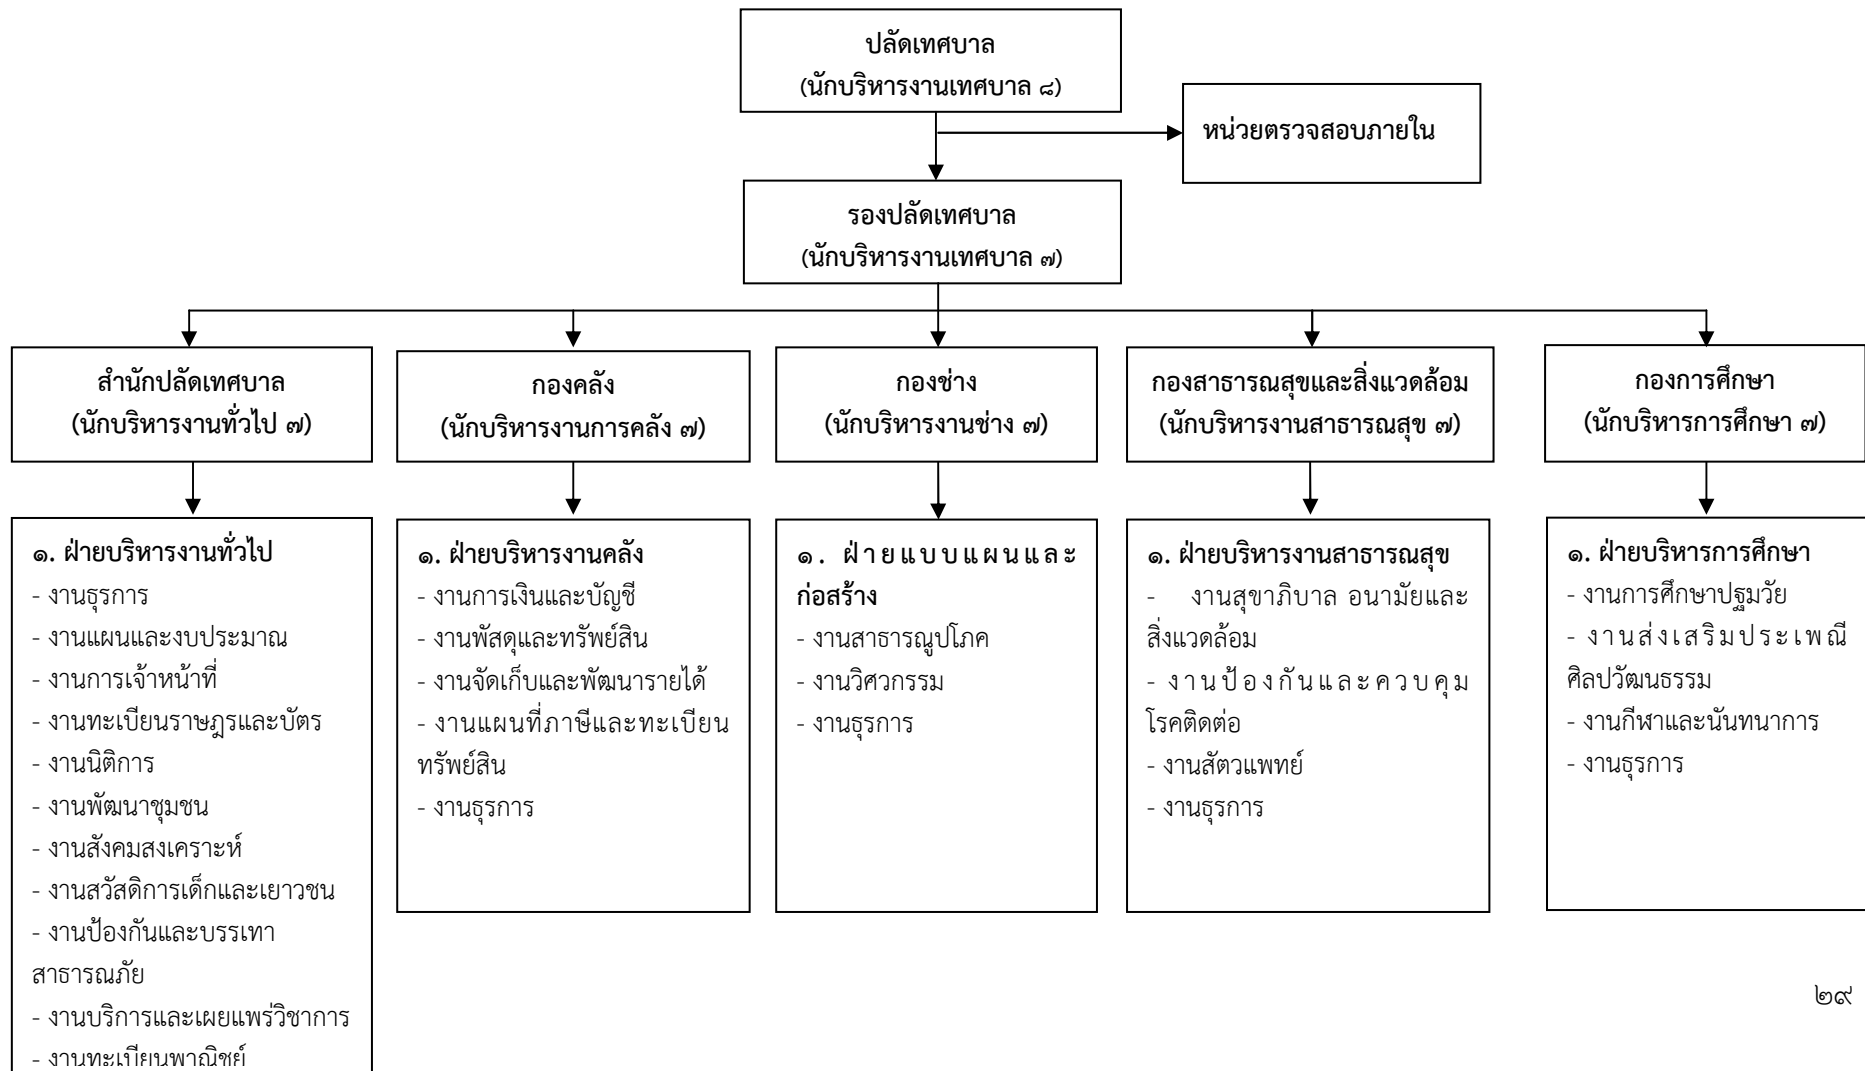 ปลัดเทศบาล
(นักบริหารงานเทศบาล ๘)
หน่วยตรวจสอบภายใน
รองปลัดเทศบาล
(นักบริหารงานเทศบาล ๗)
สำนักปลัดเทศบาล
(นักบริหารงานทั่วไป ๗)
กองคลัง
(นักบริหารงานการคลัง ๗)
กองช่าง
(นักบริหารงานช่าง ๗)
กองสาธารณสุขและสิ่งแวดล้อม
(นักบริหารงานสาธารณสุข ๗)
กองการศึกษา
(นักบริหารการศึกษา ๗)
๑. ฝ่ายบริหารงานทั่วไป
- งานธุรการ
- งานแผนและงบประมาณ
- งานการเจ้าหน้าที่
- งานทะเบียนราษฎรและบัตร
- งานนิติการ
- งานพัฒนาชุมชน
- งานสังคมสงเคราะห์
- งานสวัสดิการเด็กและเยาวชน
- งานป้องกันและบรรเทา
สาธารณภัย
- งานบริการและเผยแพร่วิชาการ
- งานทะเบียนพาณิชย์
๑. ฝ่ายบริหารงานคลัง
- งานการเงินและบัญชี
- งานพัสดุและทรัพย์สิน
- งานจัดเก็บและพัฒนารายได้
- งานแผนที่ภาษีและทะเบียน
ทรัพย์สิน
- งานธุรการ
๑. ฝ่ายแบบแผนและ
ก่อสร้าง
- งานสาธารณูปโภค
- งานวิศวกรรม
- งานธุรการ
๑. ฝ่ายบริหารงานสาธารณสุข
- งานสุขาภิบาล อนามัยและ
สิ่งแวดล้อม
- งานป้องกันและควบคุม
โรคติดต่อ
- งานสัตวแพทย์
- งานธุรการ
๑. ฝ่ายบริหารการศึกษา
- งานการศึกษาปฐมวัย
- งานส่งเสริมประเพณี
ศิลปวัฒนธรรม
- งานกีฬาและนันทนาการ
- งานธุรการ
๒๙